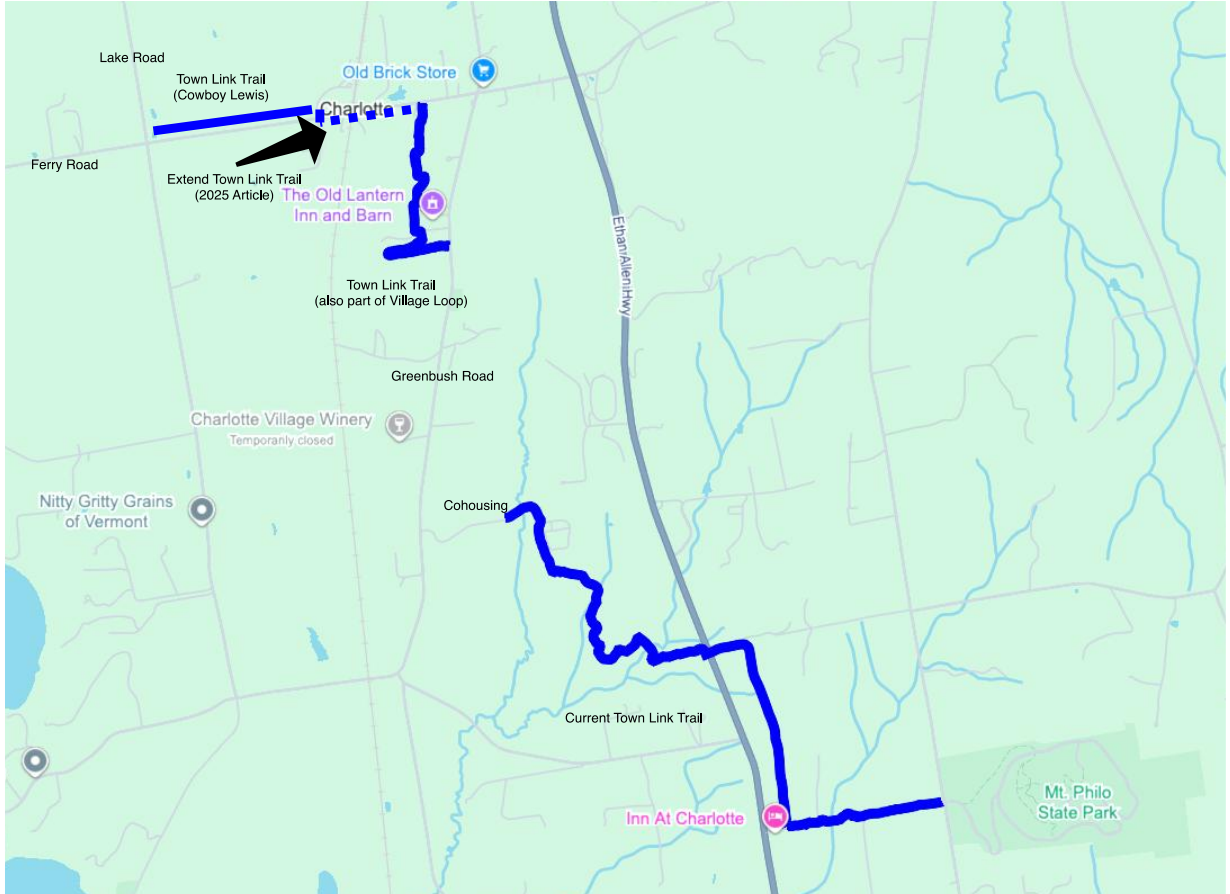 Lake Road
Town Link Trail
(Cowboy Lewis)
Old Brick Store
Charlotte
Ferry Road
Extend Town Link Trail
(2025 Article)
The Old Lantern
Inn and Barn
Ethan Allen Hwy
Town Link Trail
(also part of Village Loop)
Greenbush Road
Charlotte Village Winery
Temporarily closed
Nitty Gritty Grains
of Vermont
Cohousing
Current Town Link Trail
Inn At Charlotte
Mt. Philo
State Park